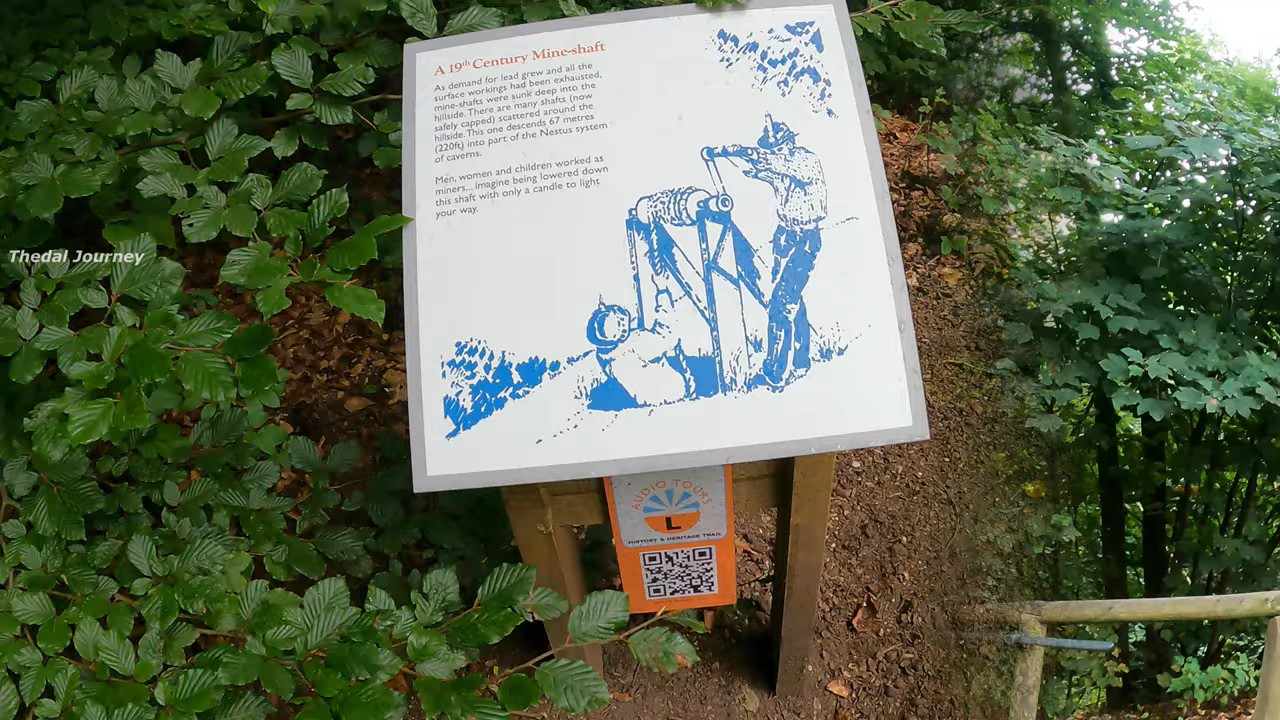 A 19th Century Mine-shaft
As demand for lead grew and all the
surface workings had been exhausted,
mine-shafts were sunk deep into the
hillside. There are many shafts (now
safely capped) scattered around the
hillside. This one descends 67 metres
(220ft) into part of the Nestus system
of caverns.
Men, women and children worked as
miners... imagine being lowered down
this shaft with only a candle to light
your way.
Thedal Journey
AUDIO TOURS
L
HISTORY & HERITAGE TRAIL